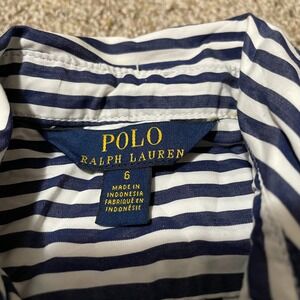 POLO
RALPH LAUREN
6
MADE IN
INDONESIA
FABRIQUÉ EN
INDONÉSIE